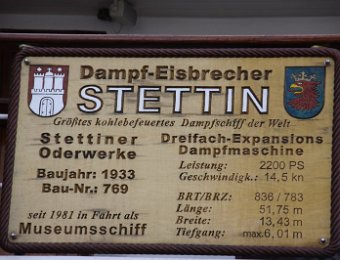 Dampf-Eisbrecher
STETTIN
Größtes kohlebefeuertes Dampfschiff der Welt
Stettiner
Oderwerke
Baujahr: 1933
Bau-Nr.: 769
seit 1981 in Fahrt als
Museumsschiff
Dreifach-Expansions
Dampfmaschine
Leistung: 2200 PS
Geschwindigk.: 14,5 kn
BRT/BRZ: 836 / 783
Länge: 51,75 m
Breite: 13,43 m
Tiefgang: max.6,01 m